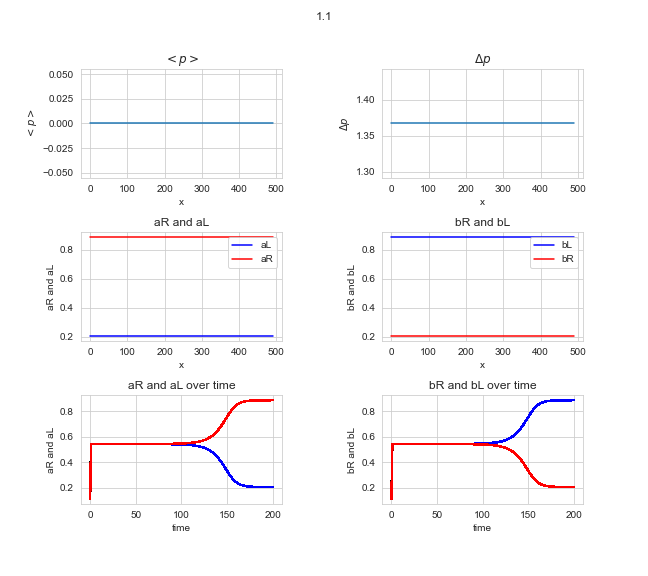 1.1
< p >
Δp
0.050
0.025
0.000
−0.025
−0.050
< p >
0 100 200 300 400 500
x
1.40
1.35
1.30
Δp
0 100 200 300 400 500
x
aR and aL
bR and bL
0.8
0.6
0.4
0.2
aR and aL
aL
aR
0 100 200 300 400 500
x
0.8
0.6
0.4
0.2
bR and bL
bL
bR
0 100 200 300 400 500
x
aR and aL over time
bR and bL over time
0.8
0.6
0.4
0.2
aR and aL
0 50 100 150 200
time
0.8
0.6
0.4
0.2
bR and bL
0 50 100 150 200
time